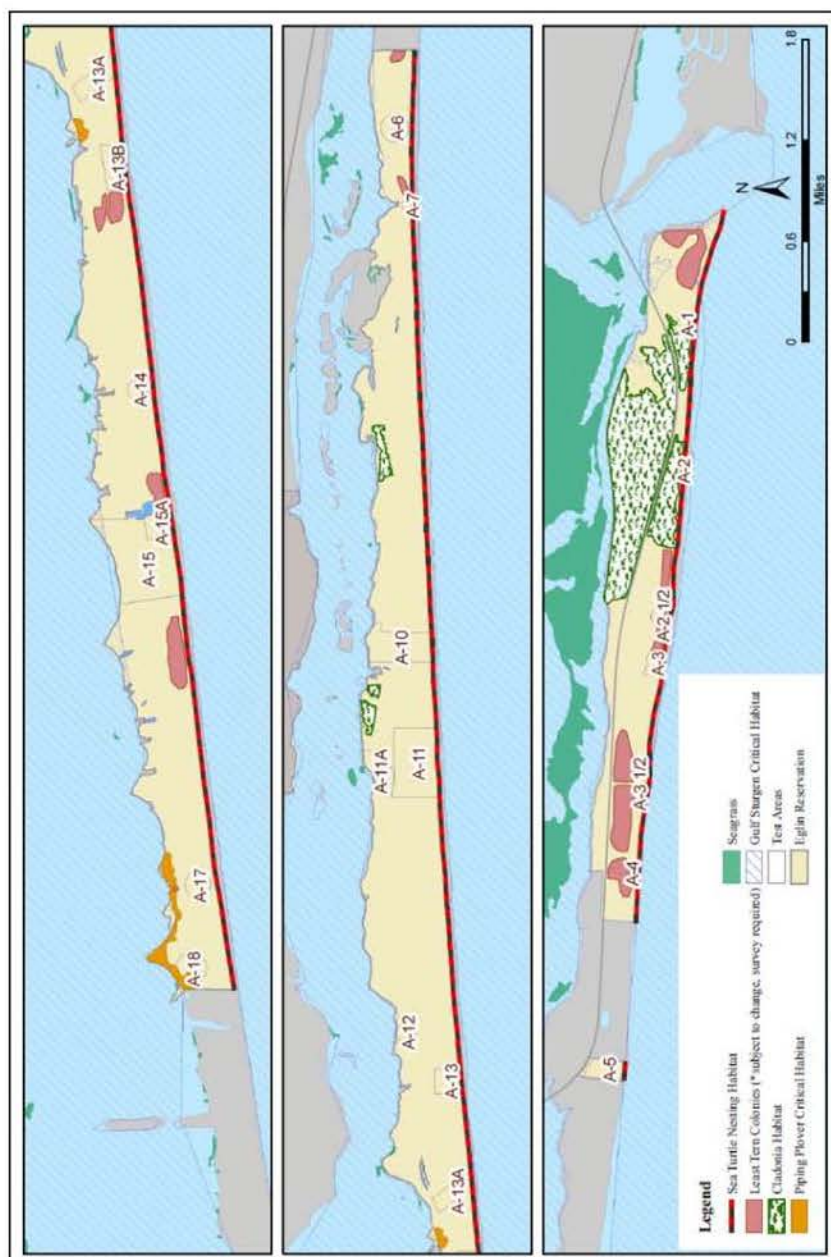 A-13A
A-13B
A-14
A-15A
A-15
A-17
A-18
A-6
A-7
A-10
A-11A
A-11
A-12
A-13
A-13A
A-1
A-2
A-2 1/2
A-3
A-3 1/2
A-4
A-5
N
0 0.6 1.2 1.8
Miles
Legend
Sea Turtle Nesting Habitat
Least Tern Colonies (* subject to change, survey required)
Cladonia Habitat
Piping Plover Critical Habitat
Seagrass
Gulf Sturgen Critical Habitat
Test Areas
Eglin Reservation